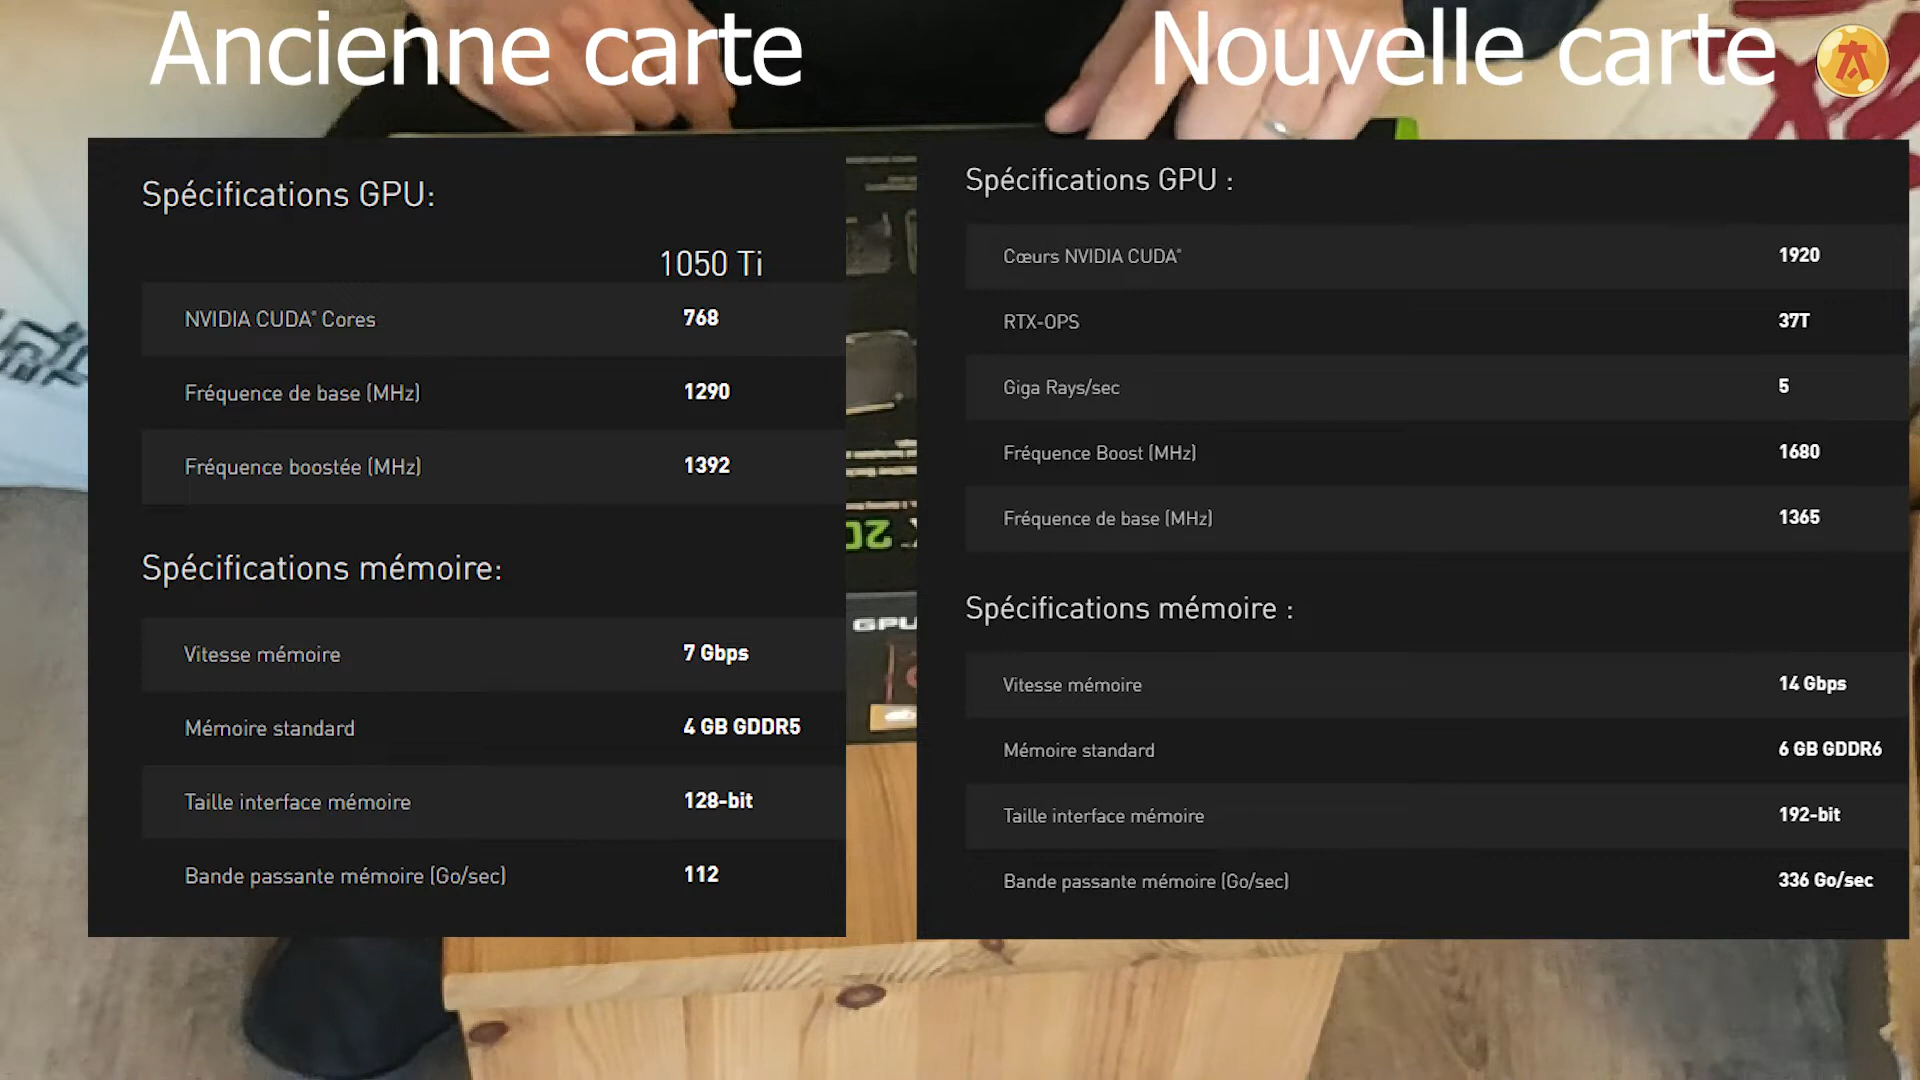 Ancienne carte
Nouvelle carte
Spécifications GPU:
1050 Ti
NVIDIA CUDA® Cores 768
Fréquence de base (MHz) 1290
Fréquence boostée (MHz) 1392
Spécifications mémoire:
Vitesse mémoire 7 Gbps
Mémoire standard 4 GB GDDR5
Taille interface mémoire 128-bit
Bande passante mémoire (Go/sec) 112
Spécifications GPU :
Cœurs NVIDIA CUDA® 1920
RTX-OPS 37T
Giga Rays/sec 5
Fréquence Boost (MHz) 1680
Fréquence de base (MHz) 1365
Spécifications mémoire :
Vitesse mémoire 14 Gbps
Mémoire standard 6 GB GDDR6
Taille interface mémoire 192-bit
Bande passante mémoire (Go/sec) 336 Go/sec
GPU